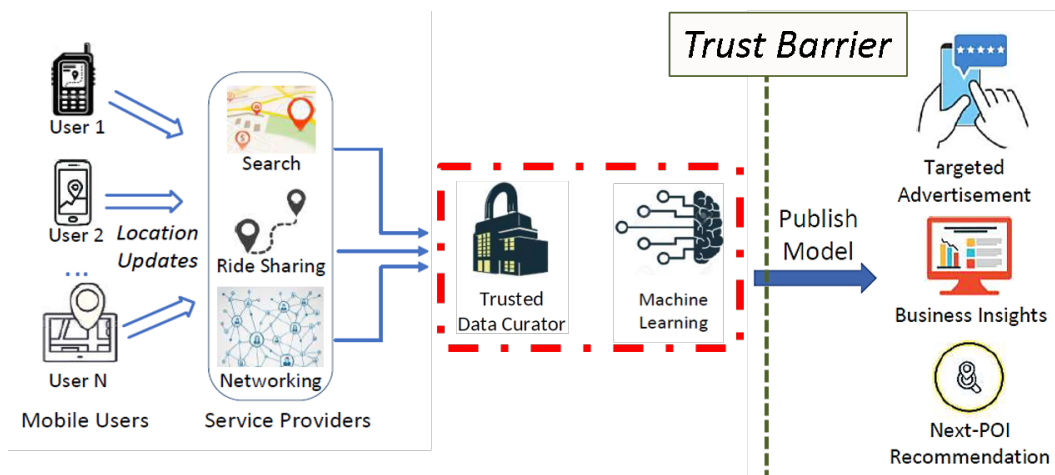 User 1
User 2
...
User N
Mobile Users
Location
Updates
Search
Ride Sharing
Networking
Service Providers
Trusted
Data Curator
Machine
Learning
Trust Barrier
Publish
Model
Targeted
Advertisement
Business Insights
Next-POI
Recommendation